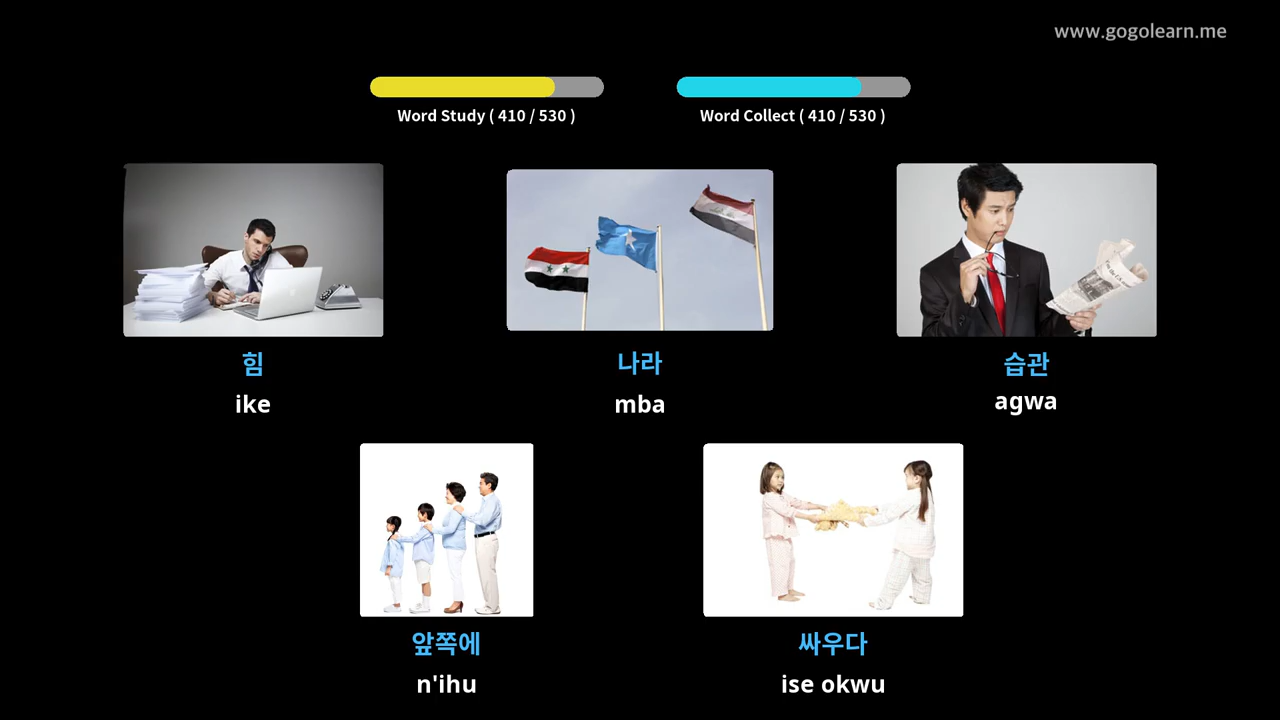 www.gogolearn.me
Word Study ( 410 / 530 )
Word Collect ( 410 / 530 )
힘
ike
나라
mba
습관
agwa
앞쪽에
n'ihu
싸우다
ise okwu